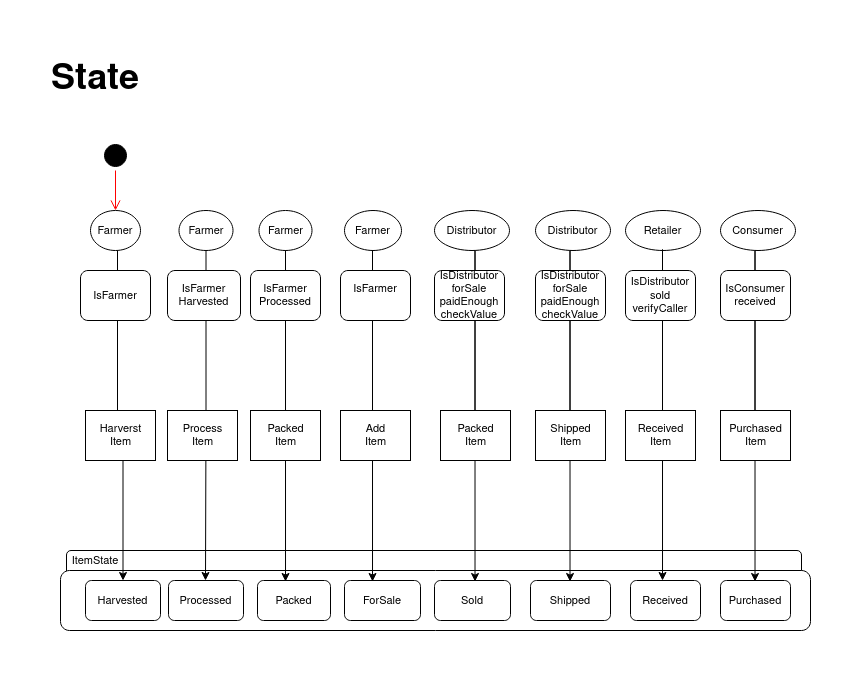 State
Farmer
Farmer
Farmer
Farmer
Distributor
Distributor
Retailer
Consumer
IsFarmer
IsFarmer
Harvested
IsFarmer
Processed
IsFarmer
IsDistributor
forSale
paidEnough
checkValue
IsDistributor
forSale
paidEnough
checkValue
IsDistributor
sold
verifyCaller
IsConsumer
received
Harverst
Item
Process
Item
Packed
Item
Add
Item
Packed
Item
Shipped
Item
Received
Item
Purchased
Item
ItemState
Harvested
Processed
Packed
ForSale
Sold
Shipped
Received
Purchased